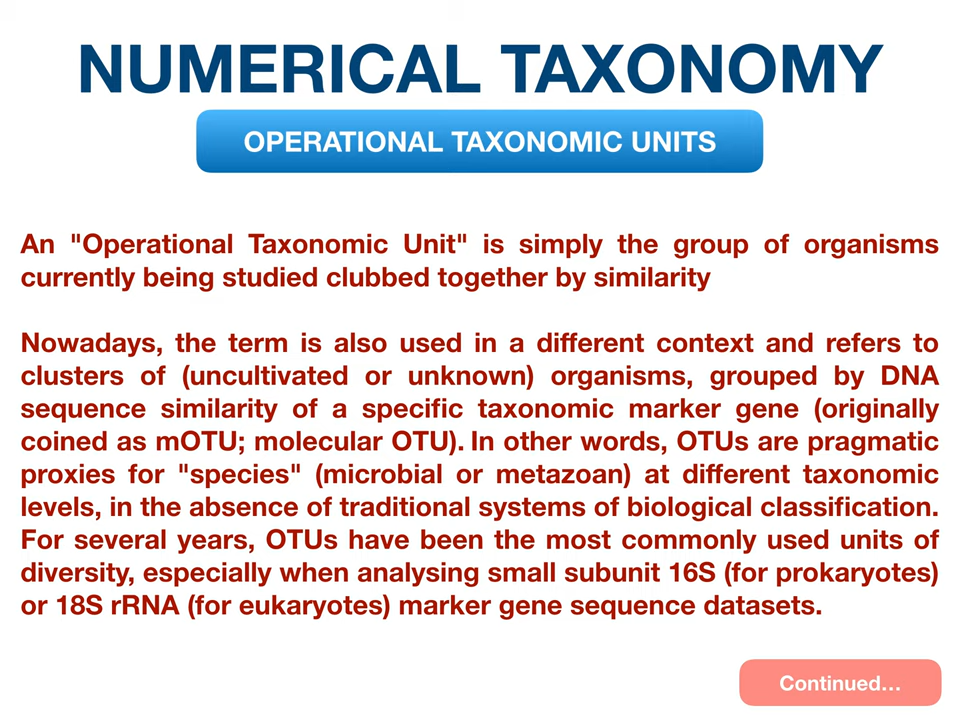 NUMERICAL TAXONOMY
OPERATIONAL TAXONOMIC UNITS
An "Operational Taxonomic Unit" is simply the group of organisms
currently being studied clubbed together by similarity
Nowadays, the term is also used in a different context and refers to
clusters of (uncultivated or unknown) organisms, grouped by DNA
sequence similarity of a specific taxonomic marker gene (originally
coined as mOTU; molecular OTU). In other words, OTUs are pragmatic
proxies for "species" (microbial or metazoan) at different taxonomic
levels, in the absence of traditional systems of biological classification.
For several years, OTUs have been the most commonly used units of
diversity, especially when analysing small subunit 16S (for prokaryotes)
or 18S rRNA (for eukaryotes) marker gene sequence datasets.
Continued...